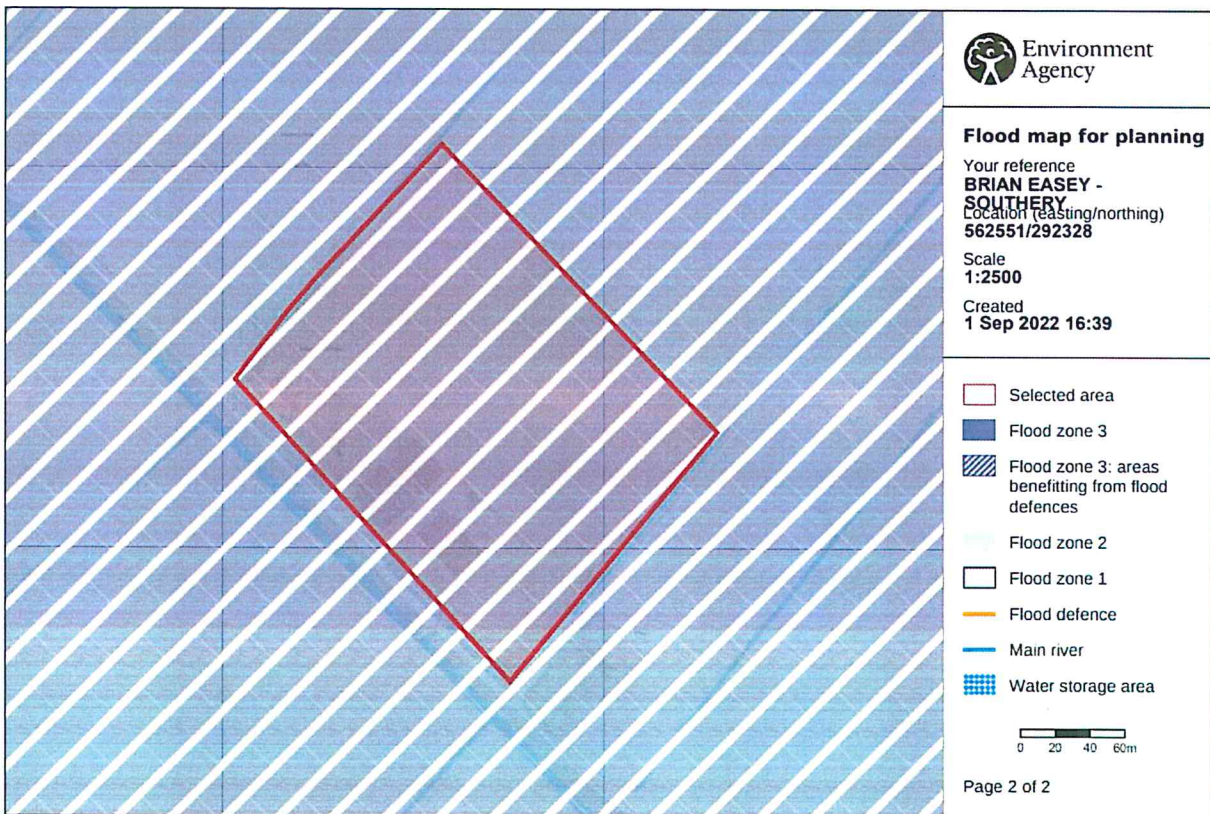 Environment
Agency
Flood map for planning
Your reference
BRIAN EASEY -
SOUTHERY
Location (easting/northing)
562551/292328
Scale
1:2500
Created
1 Sep 2022 16:39
Selected area
Flood zone 3
Flood zone 3: areas
benefitting from flood
defences
Flood zone 2
Flood zone 1
Flood defence
Main river
Water storage area
0 20 40 60m
Page 2 of 2